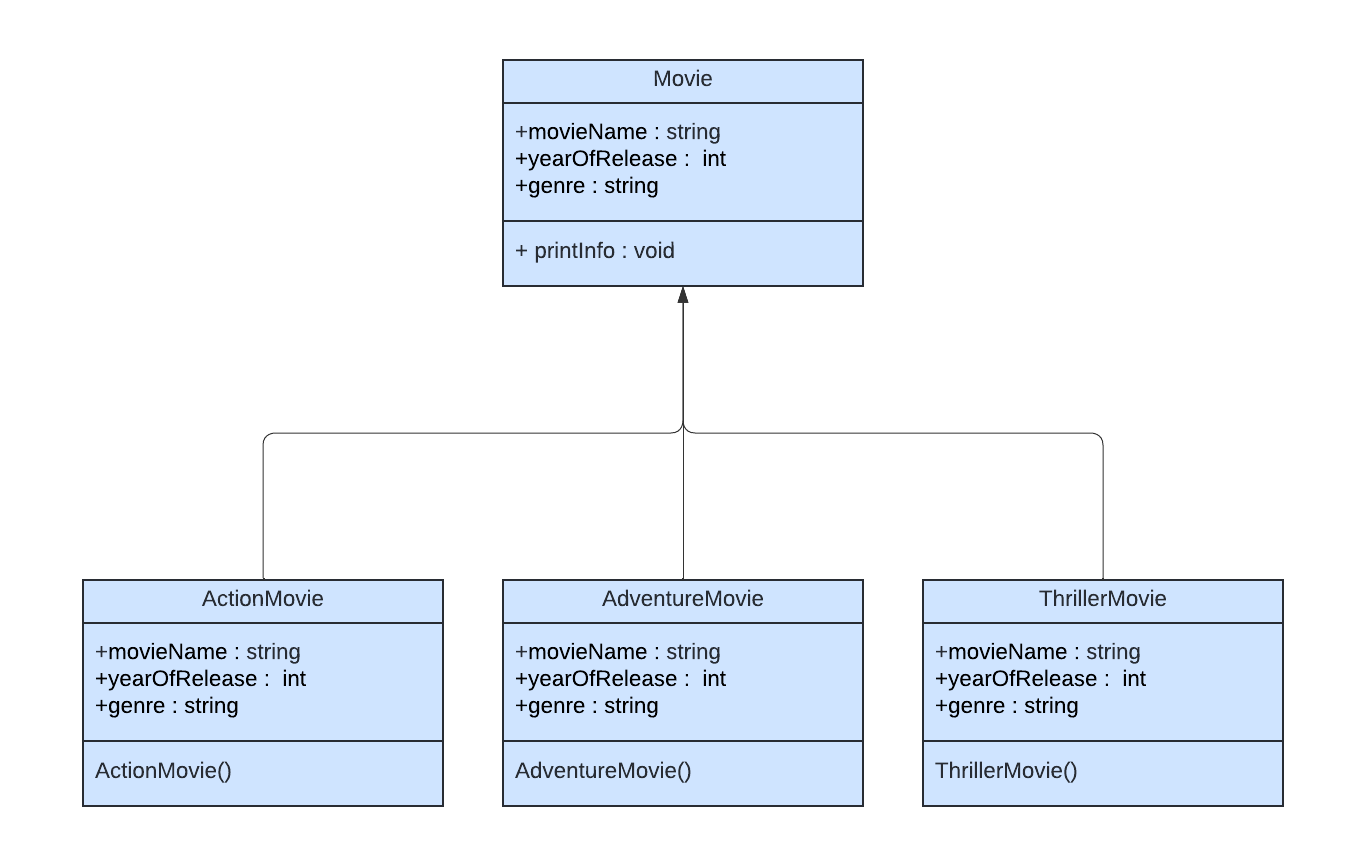 Movie
+movieName : string
+yearOfRelease :  int
+genre : string
+ printInfo : void
ActionMovie
+movieName : string
+yearOfRelease :  int
+genre : string
ActionMovie()
AdventureMovie
+movieName : string
+yearOfRelease :  int
+genre : string
AdventureMovie()
ThrillerMovie
+movieName : string
+yearOfRelease :  int
+genre : string
ThrillerMovie()